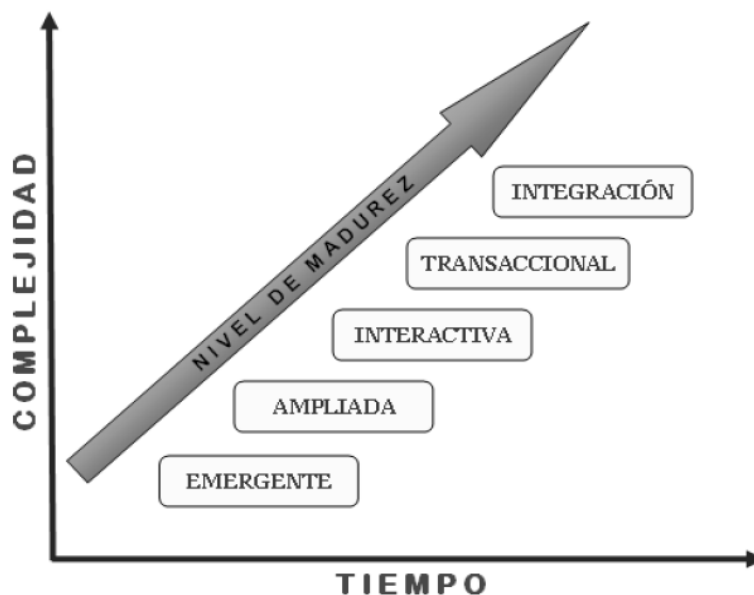 COMPLEJIDAD
NIVEL DE MADUREZ
INTEGRACIÓN
TRANSACCIONAL
INTERACTIVA
AMPLIADA
EMERGENTE
TIEMPO